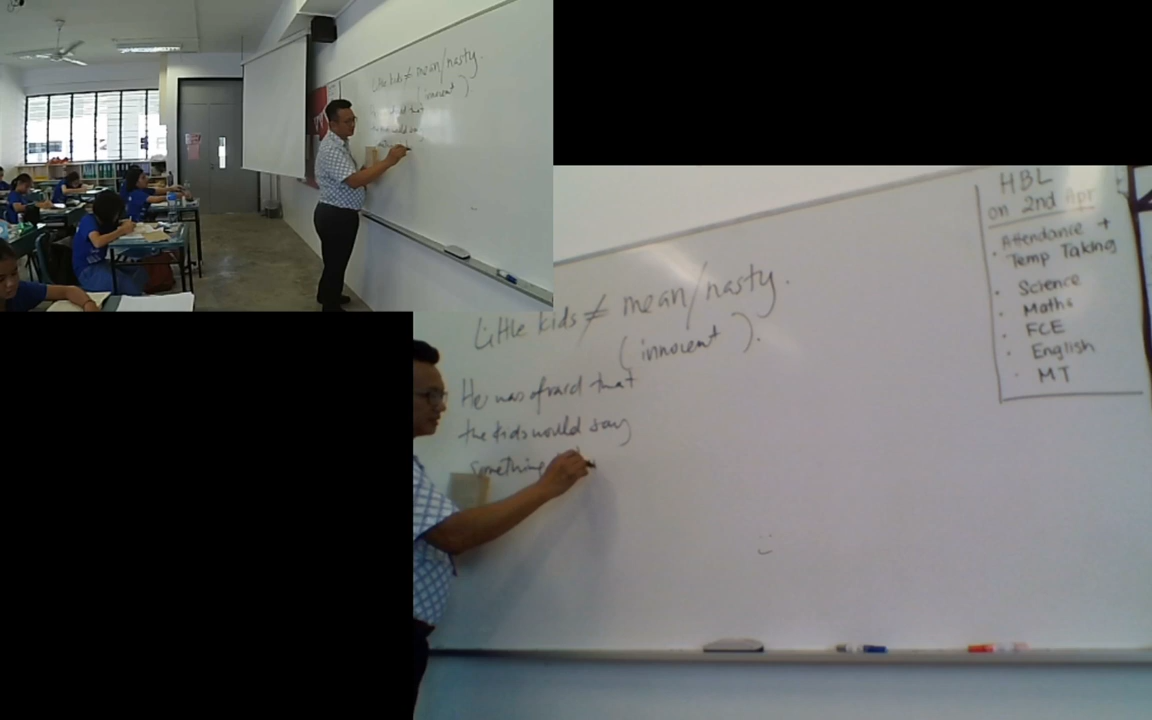 Little kids ≠ mean/nasty.
(innocent).
He was afraid that
the kids would say
something
HBL
on 2nd Apr
· Attendance +
Temp Taking
· Science
· Maths
· FCE
· English
· MT